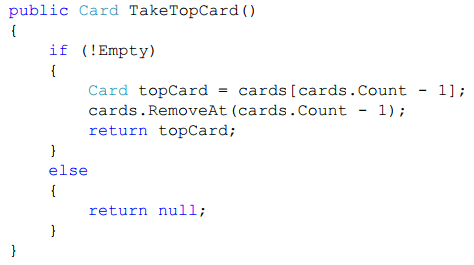 public Card TakeTopCard()
{
    if (!Empty)
    {
        Card topCard = cards[cards.Count - 1];
        cards.RemoveAt(cards.Count - 1);
        return topCard;
    }
    else
    {
        return null;
    }
}